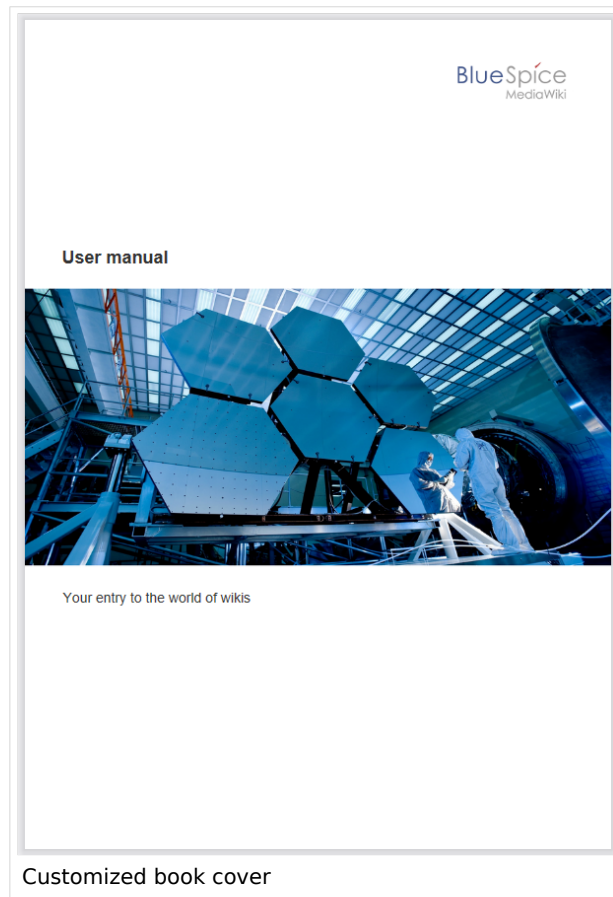 BlueSpice
MediaWiki
User manual
Your entry to the world of wikis
Customized book cover